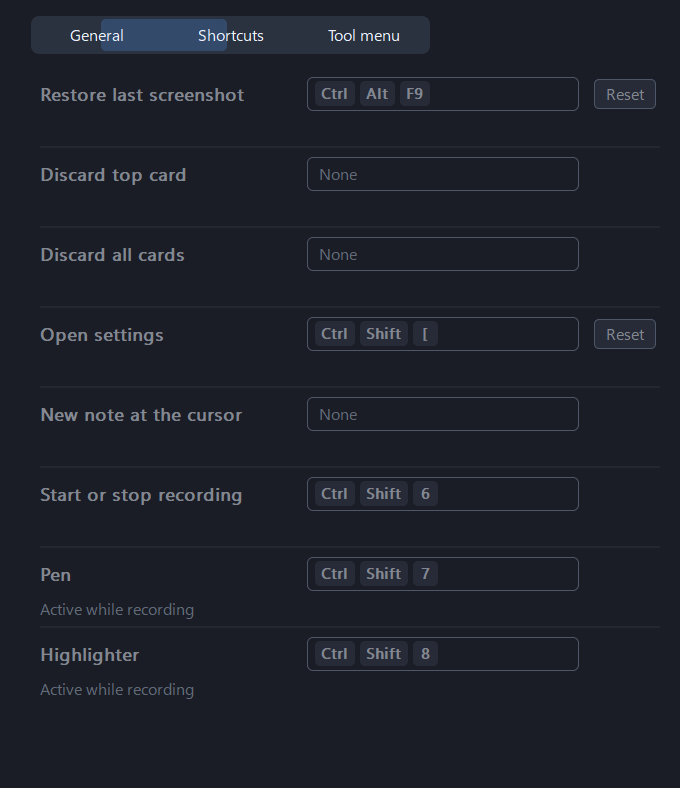 General Shortcuts Tool menu
Restore last screenshot Ctrl Alt F9 Reset
Discard top card None
Discard all cards None
Open settings Ctrl Shift [ Reset
New note at the cursor None
Start or stop recording Ctrl Shift 6
Pen Ctrl Shift 7
Active while recording
Highlighter Ctrl Shift 8
Active while recording